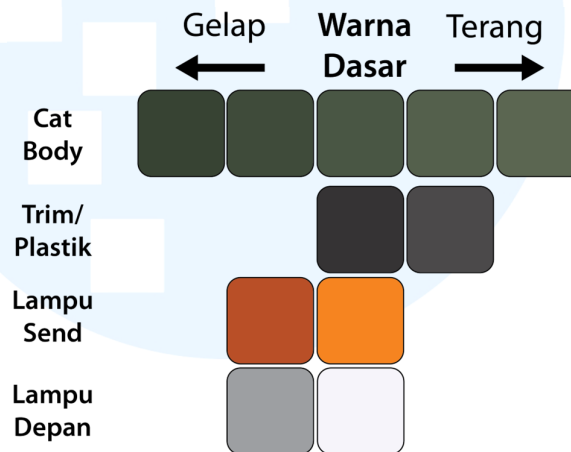 Gelap Warna Dasar Terang
Cat Body
Trim/ Plastik
Lampu Send
Lampu Depan